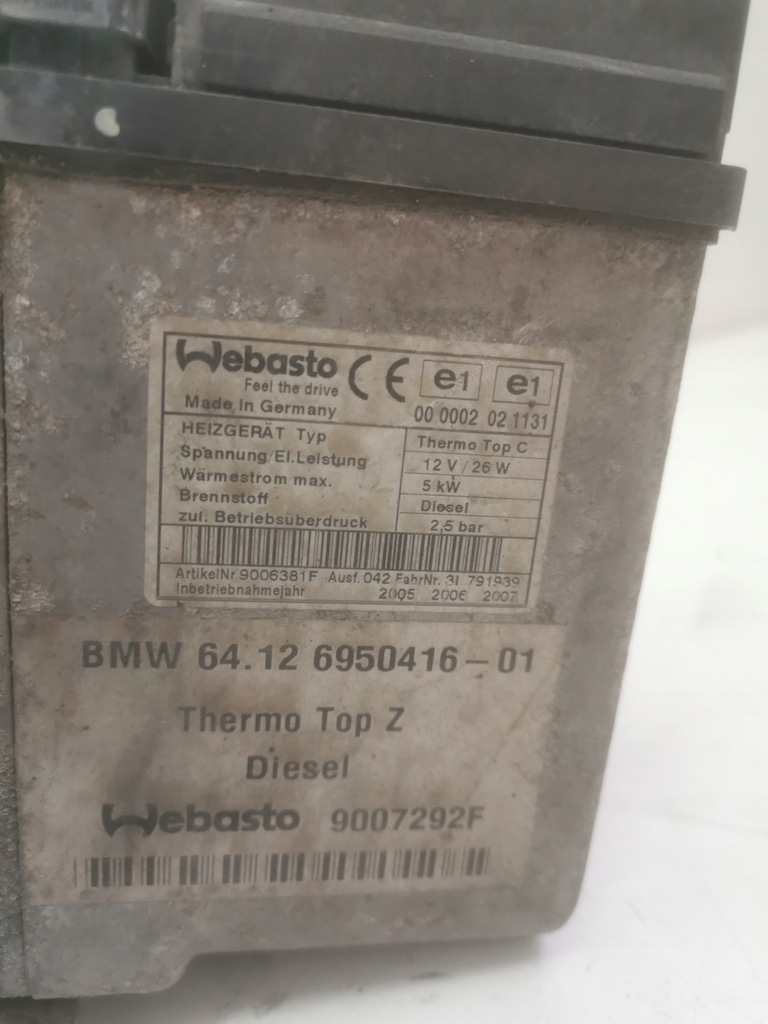 Webasto
Feel the drive
CE e1 e1
Made In Germany 00 0002 02 1131
HEIZGERÄT Typ Thermo Top C
Spannung/El.Leistung 12 V / 26 W
Wärmestrom max. 5 kW
Brennstoff Diesel
zul. Betriebsüberdruck 2,5 bar
ArtikelNr 9006381F Ausf. 042 FahrNr.
Inbetriebnahmejahr 2005 2006 2007
BMW 64.12 6950416-01
Thermo Top Z
Diesel
Webasto 9007292F